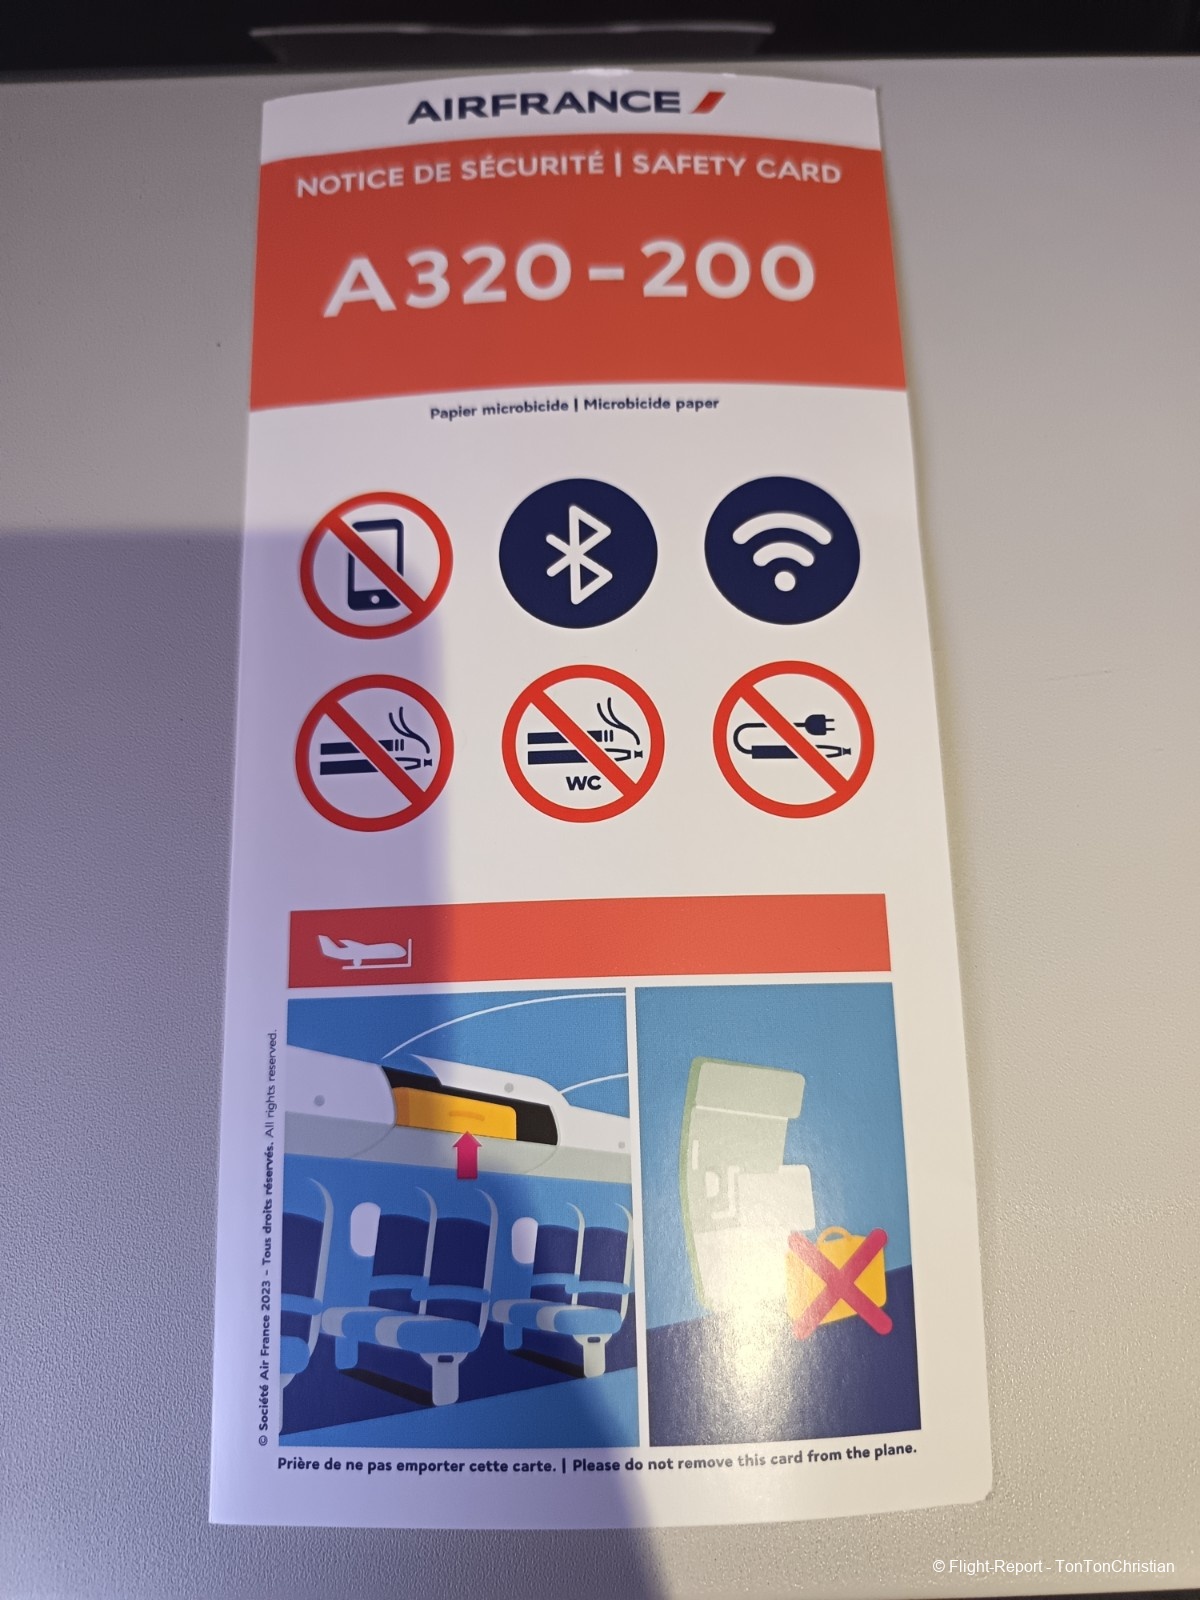 AIRFRANCE
NOTICE DE SÉCURITÉ | SAFETY CARD
A320-200
Papier microbicide | Microbicide paper
WC
© Société Air France 2023 - Tous droits réservés. All rights reserved.
Prière de ne pas emporter cette carte. | Please do not remove this card from the plane.
© Flight-Report - TonTonChristian